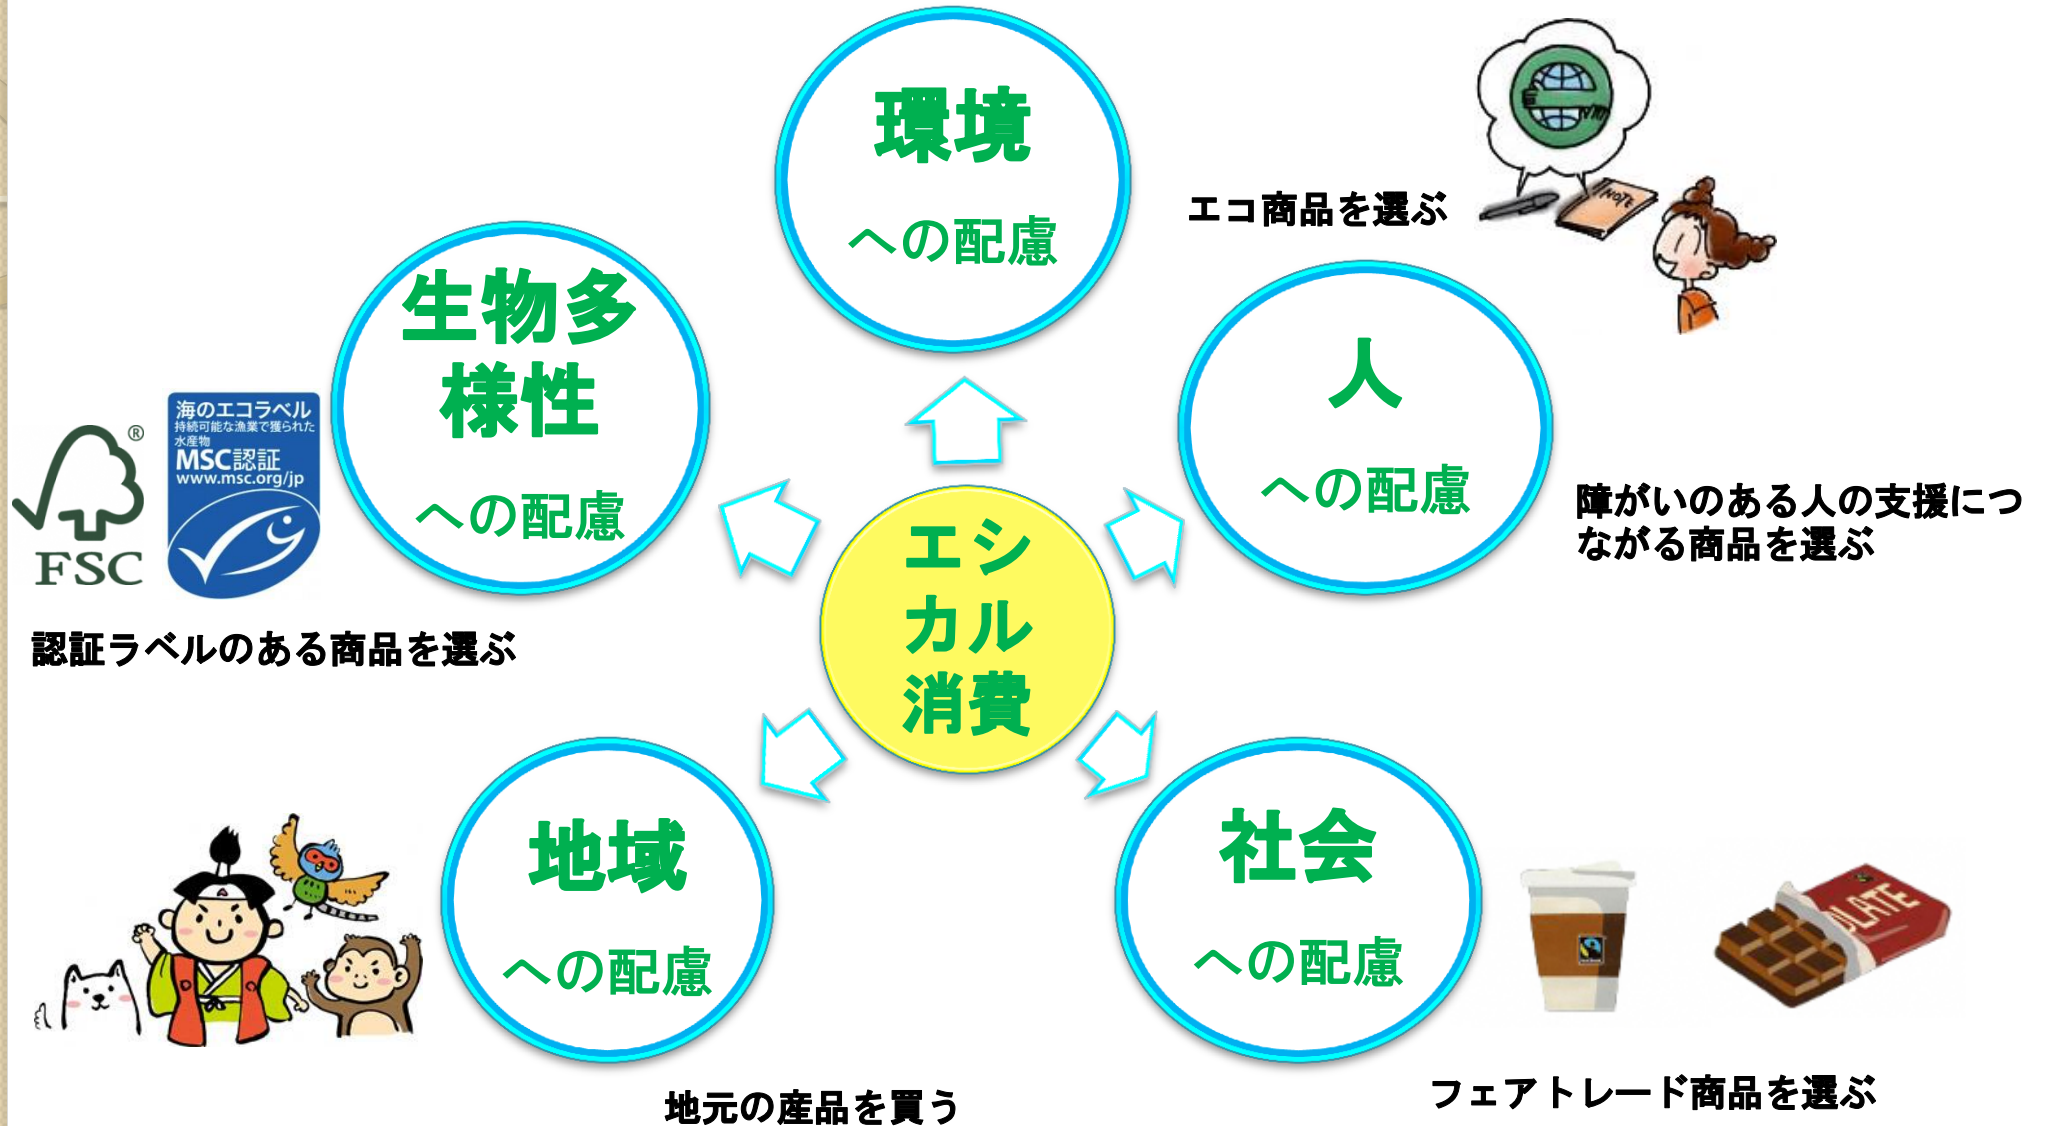 環境
への配慮
エコ商品を選ぶ
NOTE
人
への配慮
障がいのある人の支援につ
ながる商品を選ぶ
生物多
様性
への配慮
®
FSC
海のエコラベル
持続可能な漁業で獲られた
水産物
MSC認証
www.msc.org/jp
認証ラベルのある商品を選ぶ
エシ
カル
消費
地域
への配慮
地元の産品を買う
社会
への配慮
OLATE
フェアトレード商品を選ぶ